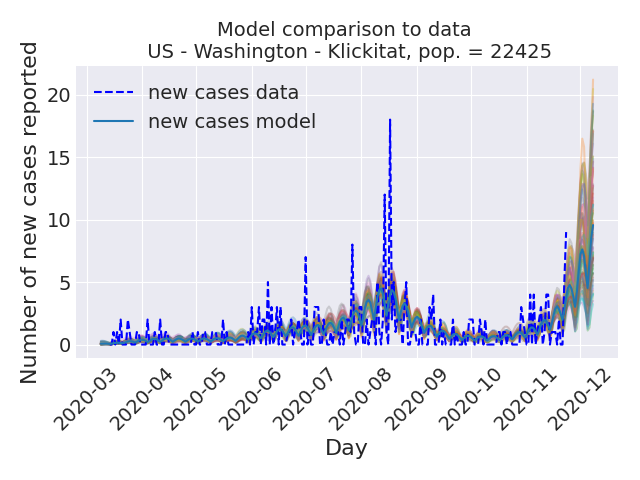 Model comparison to data
US - Washington - Klickitat, pop. = 22425
Number of new cases reported
20
15
10
5
0
new cases data
new cases model
2020-03
2020-04
2020-05
2020-06
2020-07
2020-08
2020-09
2020-10
2020-11
2020-12
Day